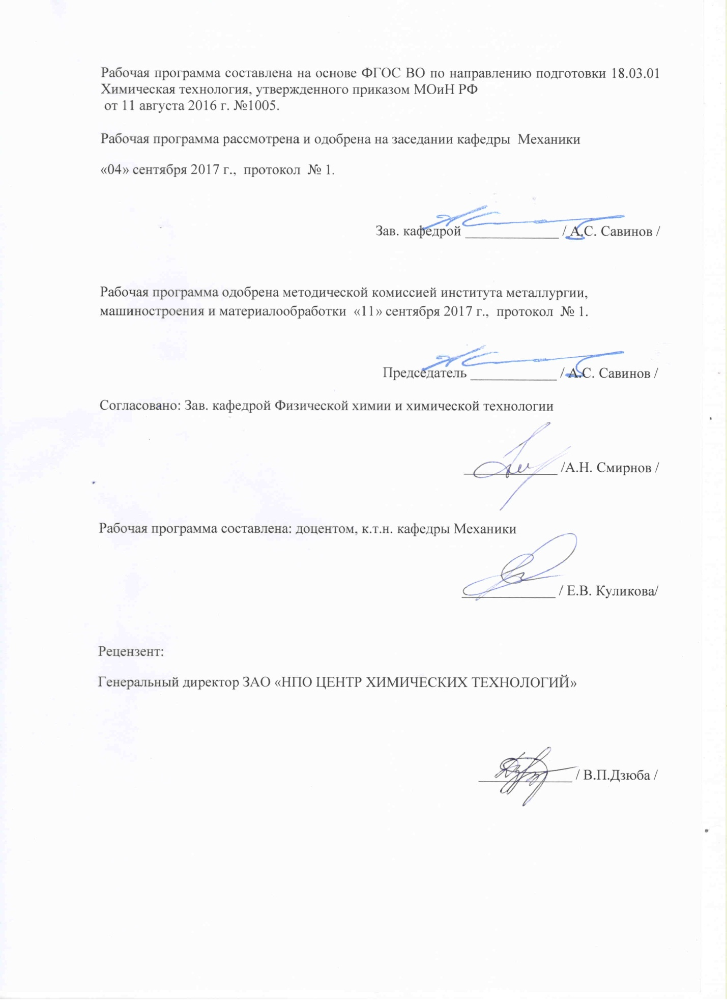 Рабочая программа составлена на основе ФГОС ВО по направлению подготовки 18.03.01
Химическая технология, утвержденного приказом МОиН РФ
от 11 августа 2016 г. №1005.
Рабочая программа рассмотрена и одобрена на заседании кафедры Механики
«04» сентября 2017 г., протокол № 1.
Зав. кафедрой _____________ / А.С. Савинов /
Рабочая программа одобрена методической комиссией института металлургии,
машиностроения и материалообработки «11» сентября 2017 г., протокол № 1.
Председатель ____________ / А.С. Савинов /
Согласовано: Зав. кафедрой Физической химии и химической технологии
_____________ /А.Н. Смирнов /
Рабочая программа составлена: доцентом, к.т.н. кафедры Механики
_____________ / Е.В. Куликова/
Рецензент:
Генеральный директор ЗАО «НПО ЦЕНТР ХИМИЧЕСКИХ ТЕХНОЛОГИЙ»
_____________ / В.П.Дзюба /